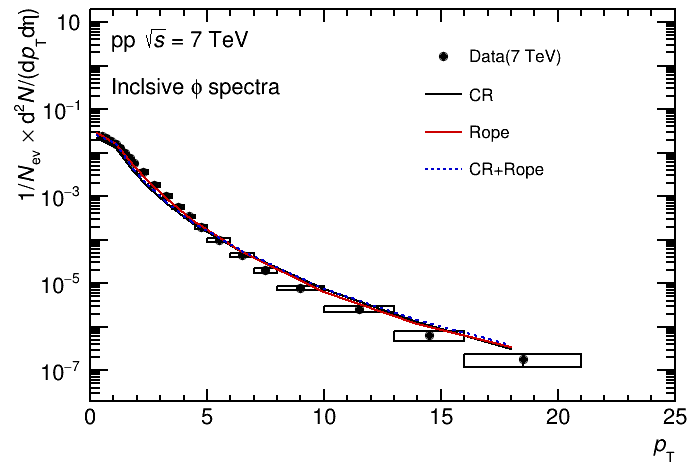 pp √s = 7 TeV
Inclsive ϕ spectra
Data(7 TeV)
CR
Rope
CR+Rope
1/N_ev × d²N/(dp_T dη)
10
10⁻¹
10⁻³
10⁻⁵
10⁻⁷
0 5 10 15 20 25
p_T